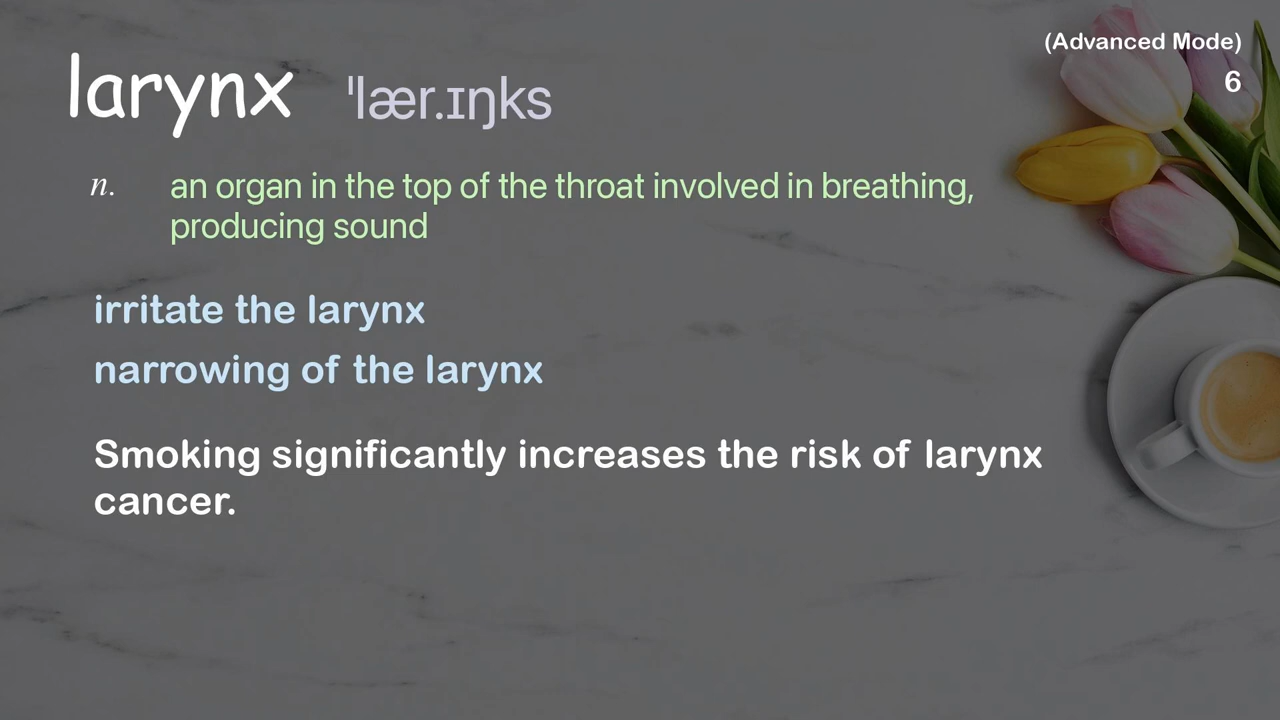 (Advanced Mode)
6
larynx ˈlær.ɪŋks
n. an organ in the top of the throat involved in breathing,
producing sound
irritate the larynx
narrowing of the larynx
Smoking significantly increases the risk of larynx
cancer.